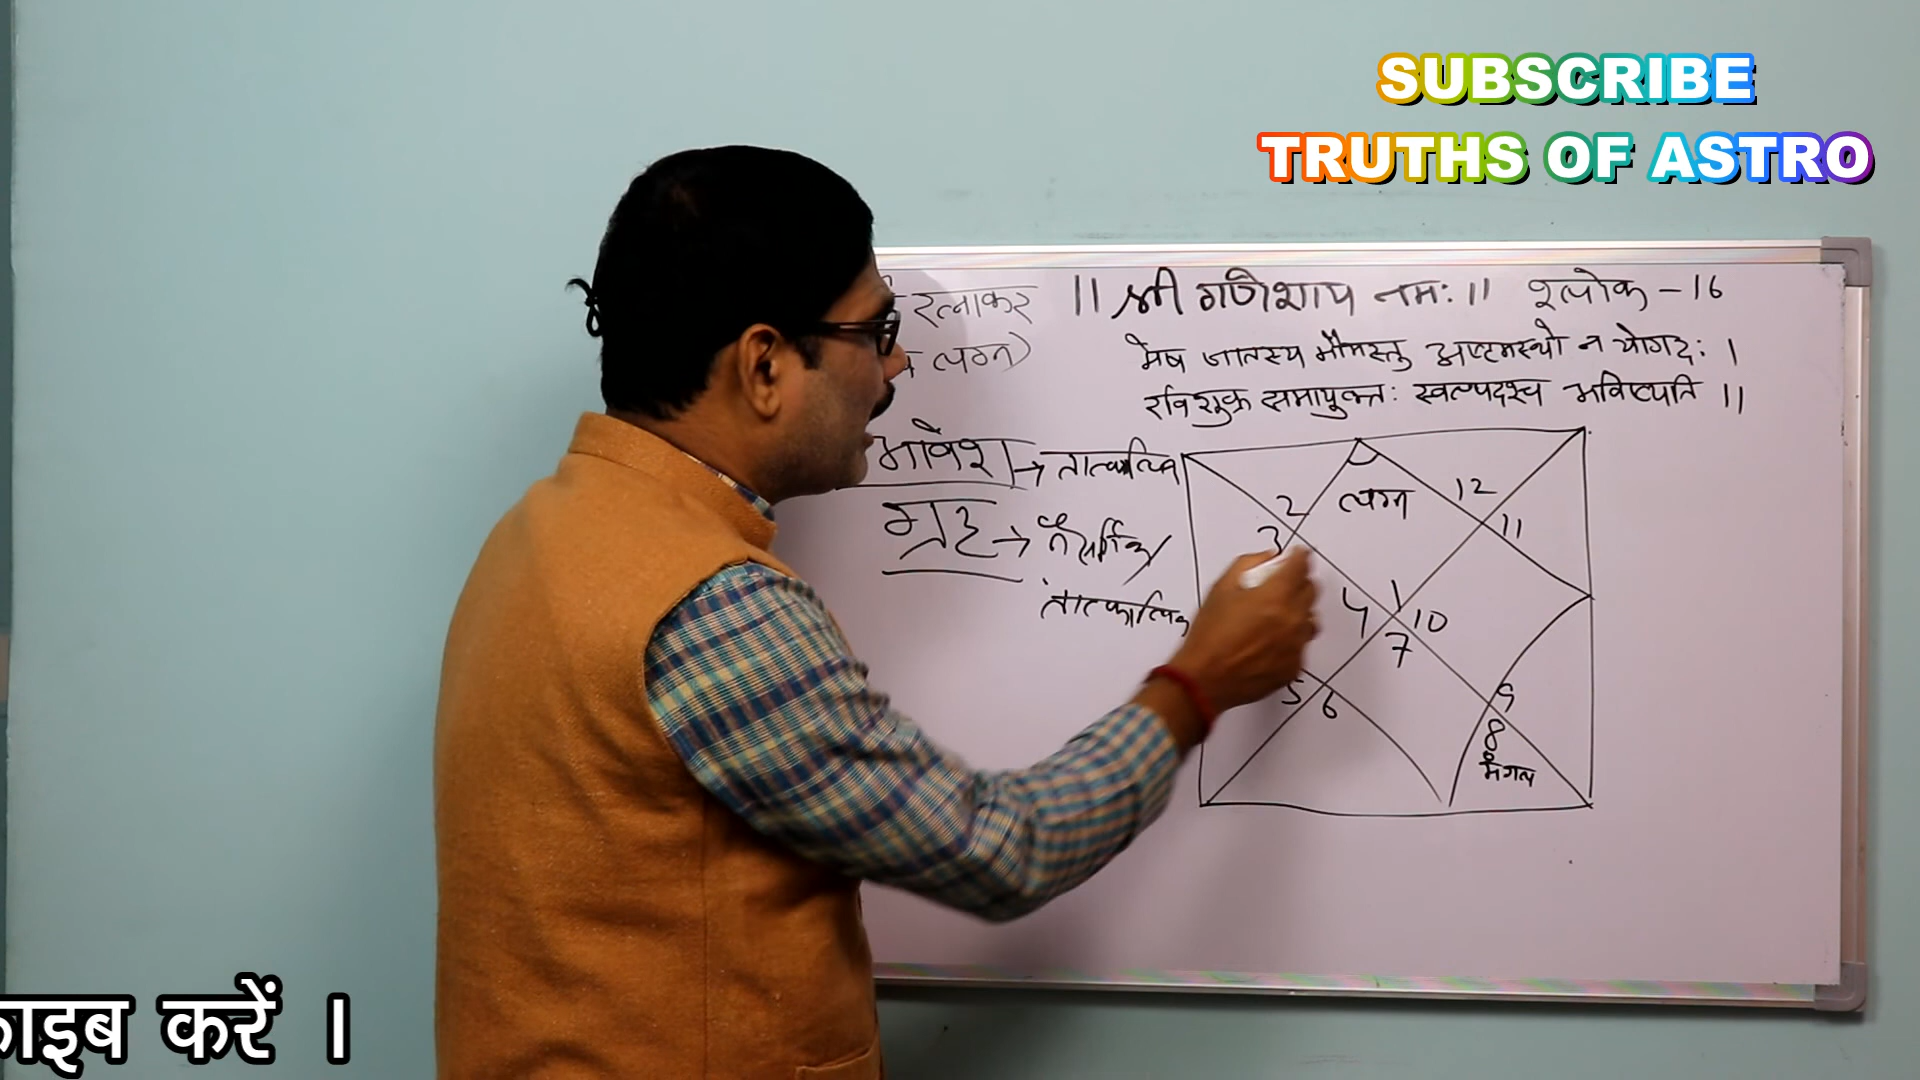 SUBSCRIBE
TRUTHS OF ASTRO
रत्नाकर
लग्न)
|| श्री गणेशाय नमः || श्लोक - 16
मेष जातस्य भौमस्तु अष्टमस्थो न योगदः ।
रवि शुक्र समायुक्तः स्वल्पदश्च भविष्यति ॥
भावेश → तात्कालिक
ग्रह → नैसर्गिक
तात्कालिक
लग्न
12
2
3
11
4
1
10
7
5
6
9
8
मंगल
करें ।